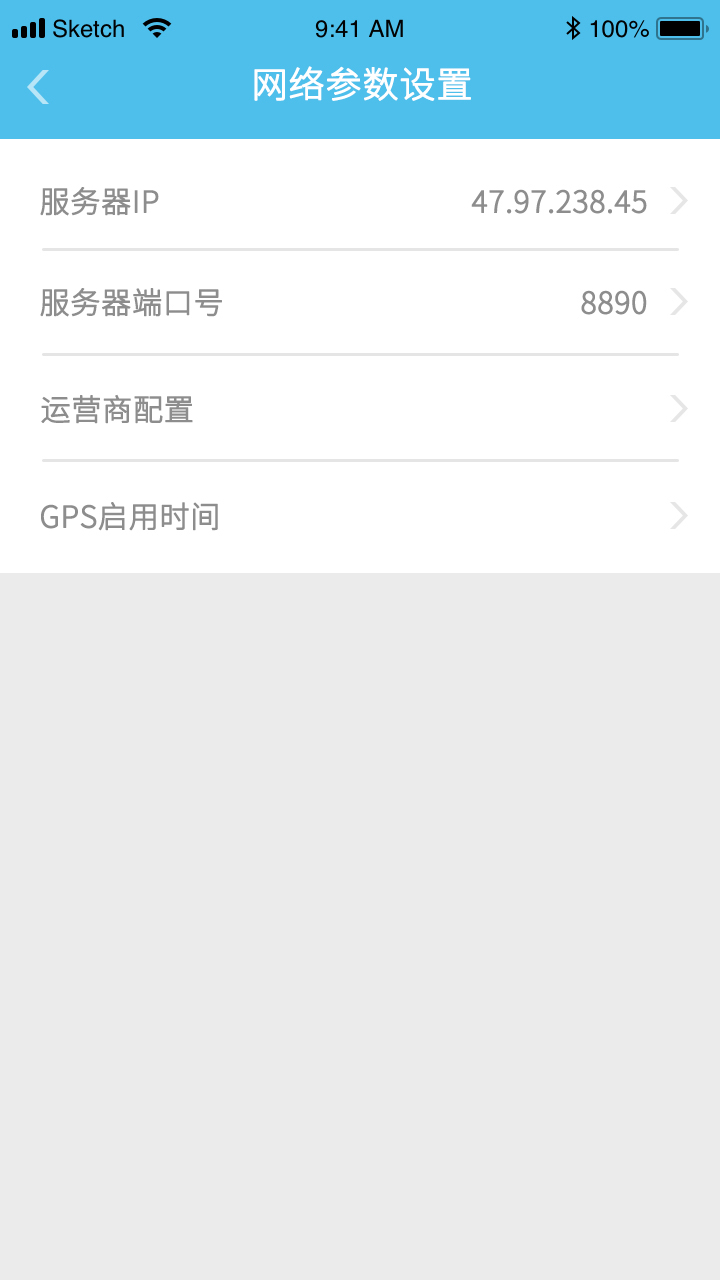 Sketch 9:41 AM 100%
网络参数设置
服务器IP 47.97.238.45
服务器端口号 8890
运营商配置
GPS启用时间